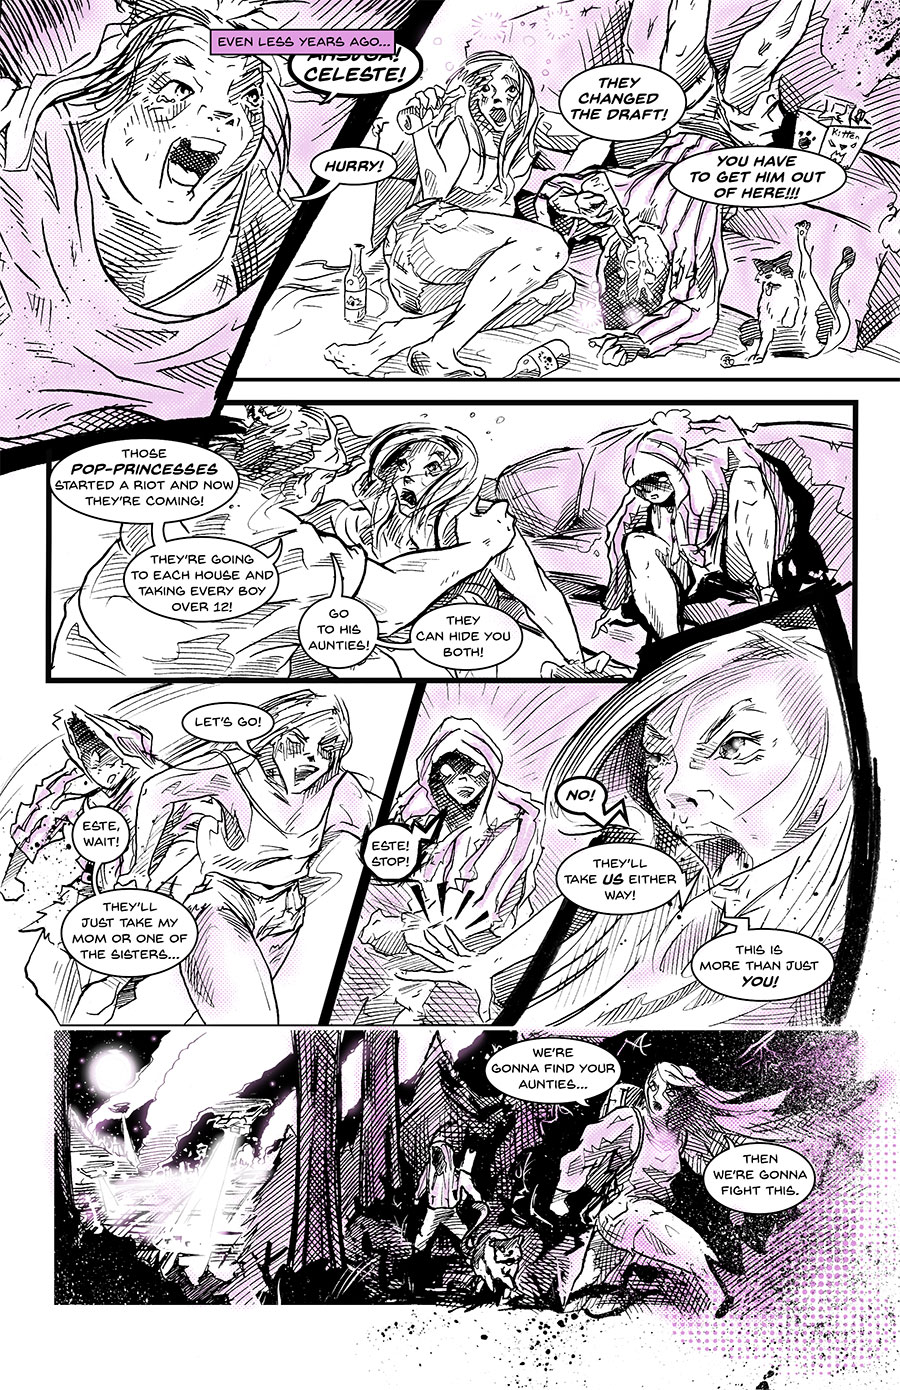 EVEN LESS YEARS AGO...
CELESTE!
HURRY!
THEY
CHANGED
THE DRAFT!
YOU HAVE
TO GET HIM OUT
OF HERE!!!
Kitten
THOSE
POP-PRINCESSES
STARTED A RIOT AND NOW
THEY'RE COMING!
THEY'RE GOING
TO EACH HOUSE AND
TAKING EVERY BOY
OVER 12!
GO
TO HIS
AUNTIES!
THEY
CAN HIDE YOU
BOTH!
LET'S GO!
ESTE,
WAIT!
THEY'LL
JUST TAKE MY
MOM OR ONE OF
THE SISTERS...
ESTE!
STOP!
NO!
THEY'LL
TAKE US EITHER
WAY!
THIS IS
MORE THAN JUST
YOU!
WE'RE
GONNA FIND YOUR
AUNTIES...
THEN
WE'RE GONNA
FIGHT THIS.